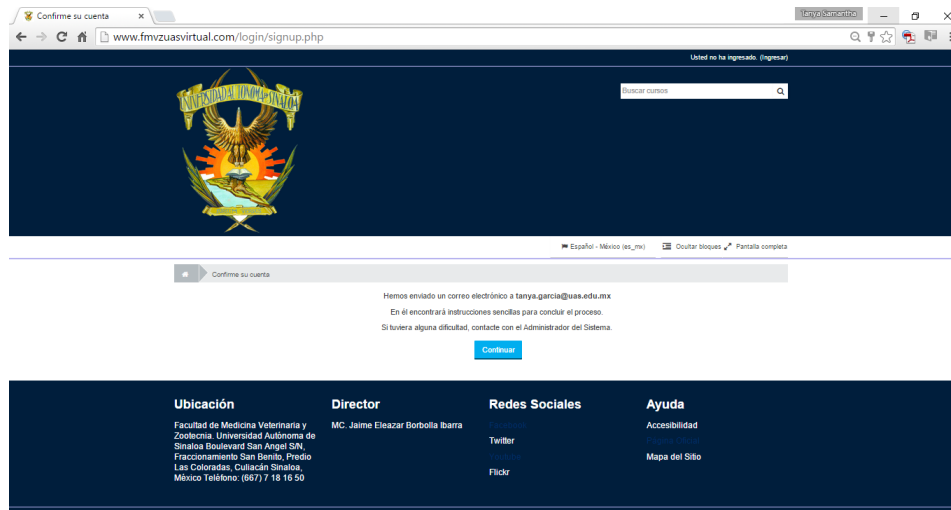 Confirme su cuenta
Tanya Samantha
www.fmvzuasvirtual.com/login/signup.php
Usted no ha ingresado. (Ingresar)
Buscar cursos
Español - México (es_mx)
Ocultar bloques
Pantalla completa
Confirme su cuenta
Hemos enviado un correo electrónico a tanya.garcia@uas.edu.mx
En él encontrará instrucciones sencillas para concluir el proceso.
Si tuviera alguna dificultad, contacte con el Administrador del Sistema.
Continuar
Ubicación
Facultad de Medicina Veterinaria y
Zootecnia. Universidad Autónoma de
Sinaloa Boulevard San Angel S/N,
Fraccionamiento San Benito, Predio
Las Coloradas, Culiacán Sinaloa,
México Teléfono: (667) 7 18 16 50
Director
MC. Jaime Eleazar Borbolla Ibarra
Redes Sociales
Facebook
Twitter
Youtube
Flickr
Ayuda
Accesibilidad
Pagina Oficial
Mapa del Sitio